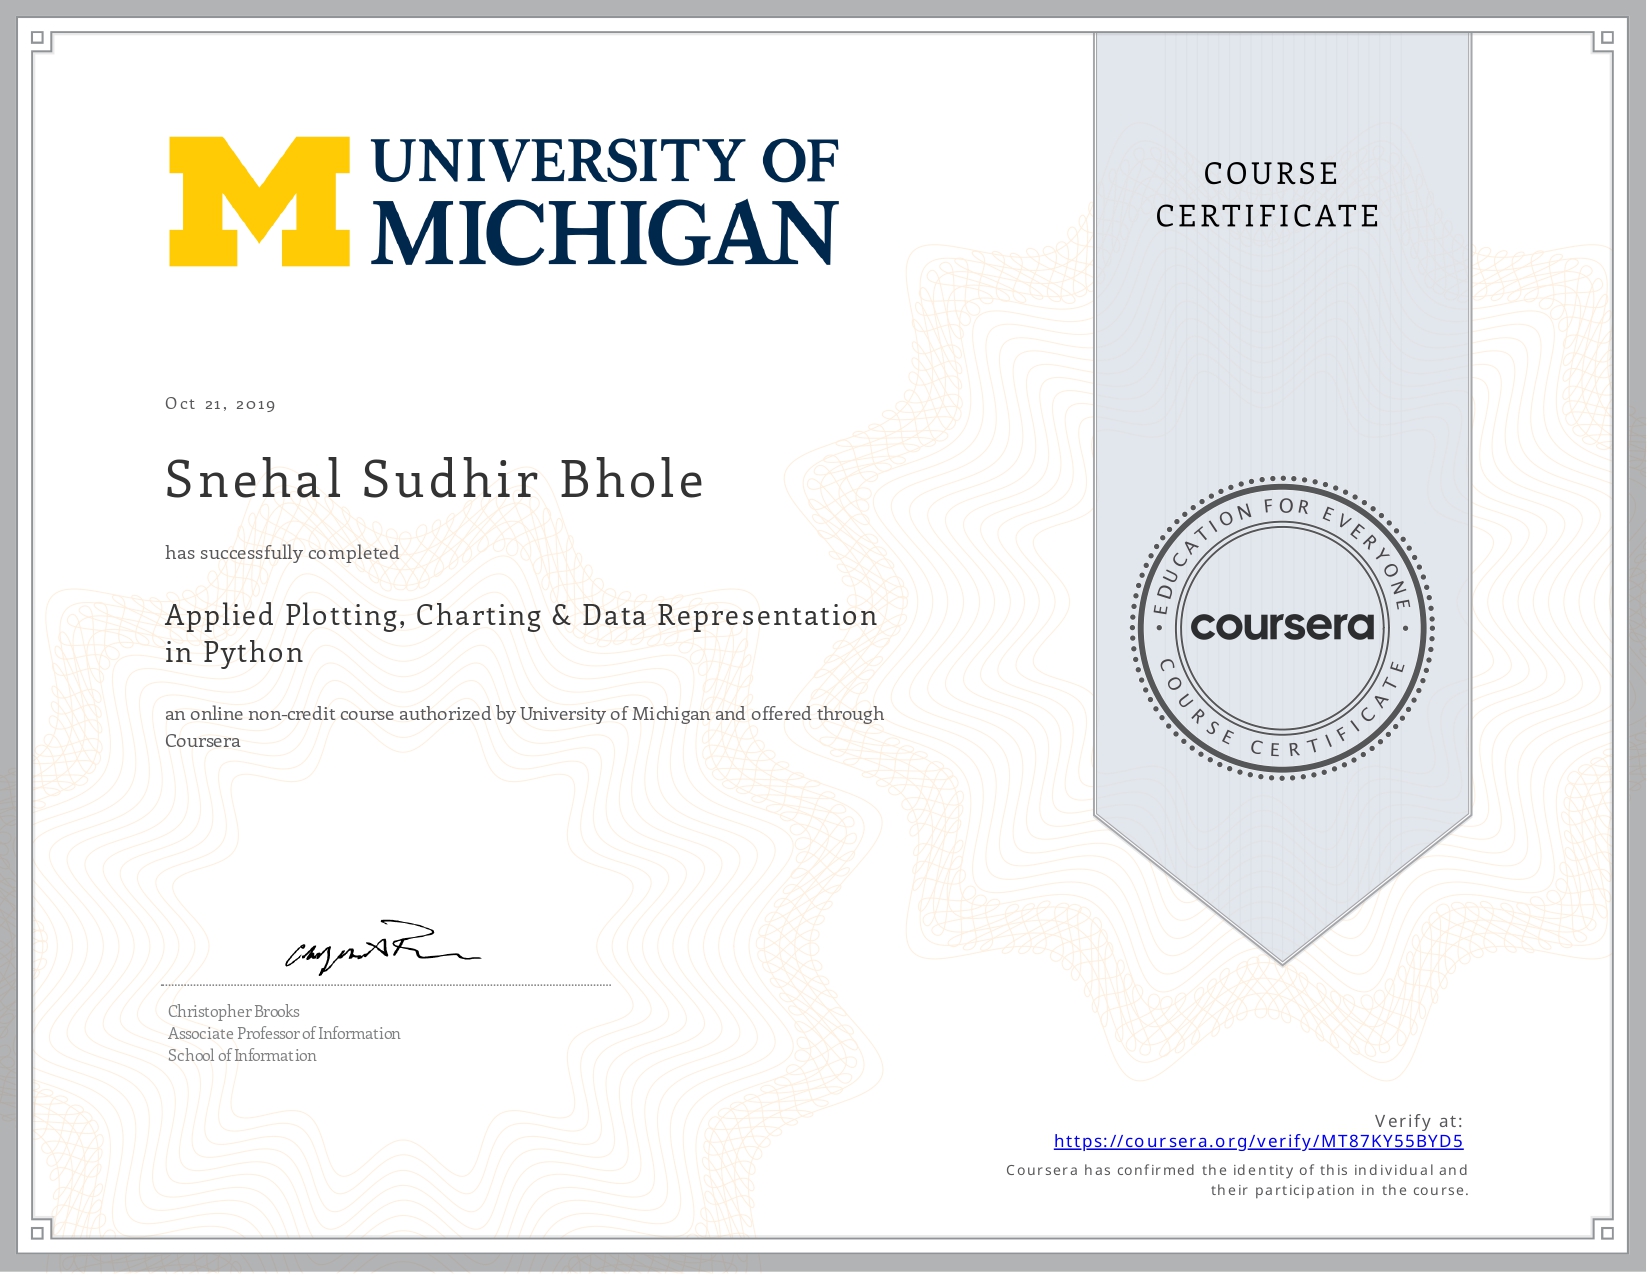 UNIVERSITY OF
MICHIGAN
COURSE
CERTIFICATE
Oct 21, 2019
Snehal Sudhir Bhole
has successfully completed
Applied Plotting, Charting & Data Representation
in Python
an online non-credit course authorized by University of Michigan and offered through
Coursera
EDUCATION FOR EVERYONE
coursera
COURSE CERTIFICATE
Christopher Brooks
Associate Professor of Information
School of Information
Verify at:
https://coursera.org/verify/MT87KY55BYD5
Coursera has confirmed the identity of this individual and
their participation in the course.